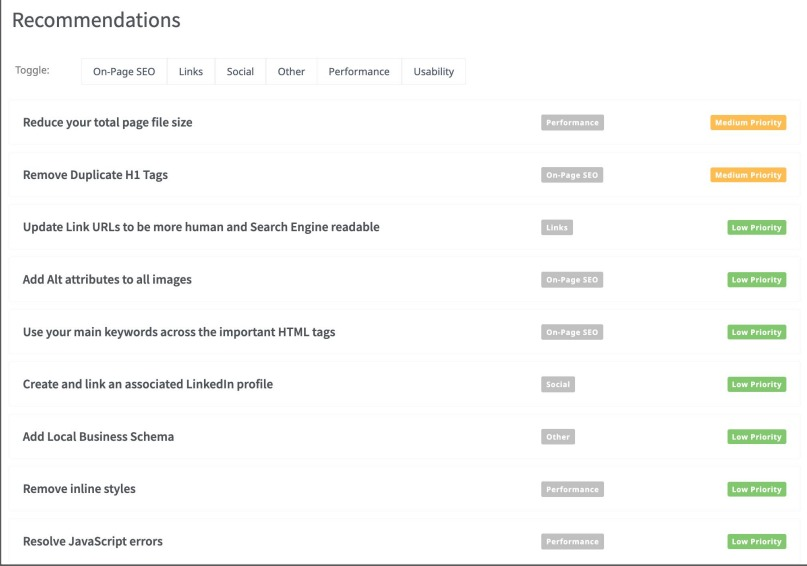 Recommendations
Toggle: On-Page SEO Links Social Other Performance Usability
Reduce your total page file size Performance Medium Priority
Remove Duplicate H1 Tags On-Page SEO Medium Priority
Update Link URLs to be more human and Search Engine readable Links Low Priority
Add Alt attributes to all images On-Page SEO Low Priority
Use your main keywords across the important HTML tags On-Page SEO Low Priority
Create and link an associated LinkedIn profile Social Low Priority
Add Local Business Schema Other Low Priority
Remove inline styles Performance Low Priority
Resolve JavaScript errors Performance Low Priority